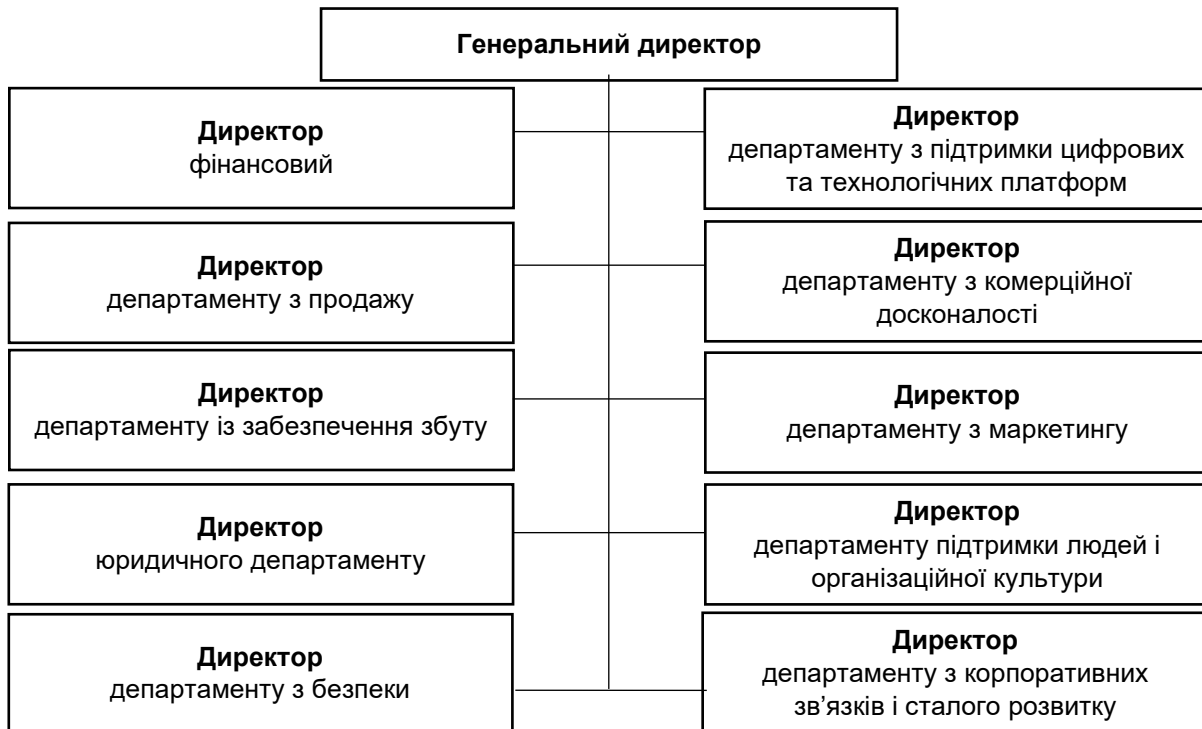 Генеральний директор
Директор
фінансовий
Директор
департаменту з підтримки цифрових
та технологічних платформ
Директор
департаменту з продажу
Директор
департаменту з комерційної
досконалості
Директор
департаменту із забезпечення збуту
Директор
департаменту з маркетингу
Директор
юридичного департаменту
Директор
департаменту підтримки людей і
організаційної культури
Директор
департаменту з безпеки
Директор
департаменту з корпоративних
зв’язків і сталого розвитку